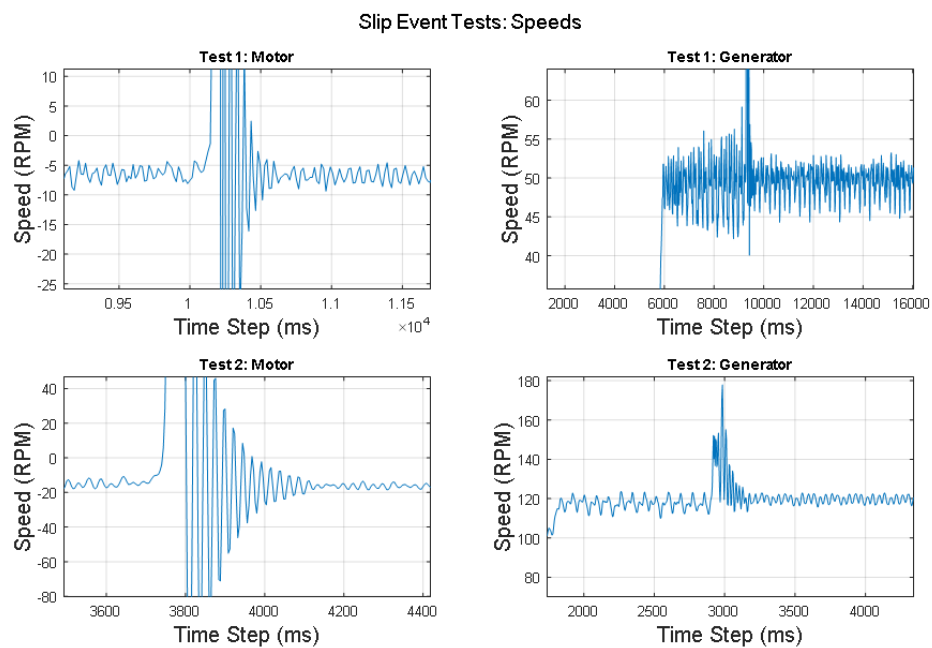 Slip Event Tests: Speeds
Test 1: Motor
Speed (RPM)
10
5
0
-5
-10
-15
-20
-25
0.95 1 1.05 1.1 1.15
×10^4
Time Step (ms)
Test 1: Generator
Speed (RPM)
60
55
50
45
40
2000 4000 6000 8000 10000 12000 14000 16000
Time Step (ms)
Test 2: Motor
Speed (RPM)
40
20
0
-20
-40
-60
-80
3600 3800 4000 4200 4400
Time Step (ms)
Test 2: Generator
Speed (RPM)
180
160
140
120
100
80
2000 2500 3000 3500 4000
Time Step (ms)